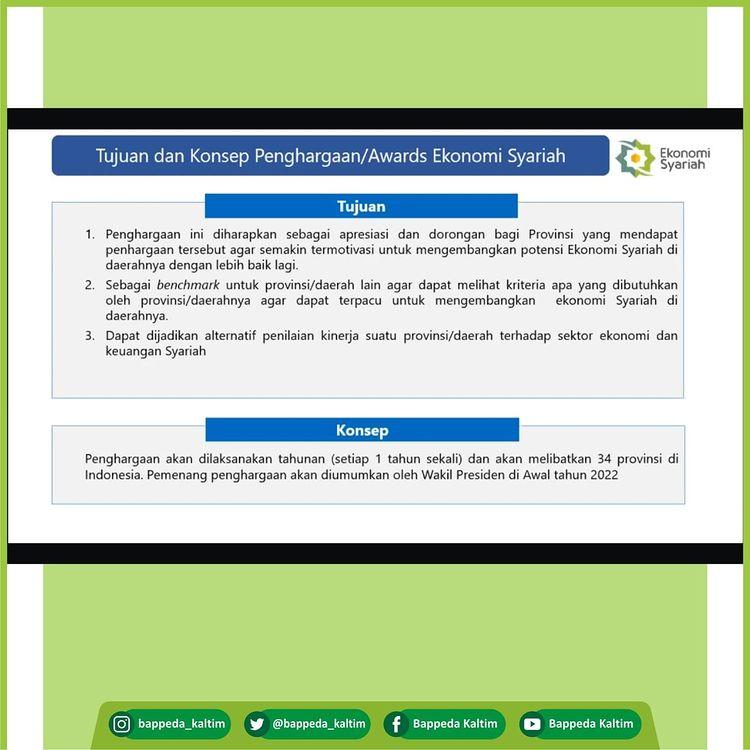 Tujuan dan Konsep Penghargaan/Awards Ekonomi Syariah
Ekonomi
Syariah
Tujuan
1. Penghargaan ini diharapkan sebagai apresiasi dan dorongan bagi Provinsi yang mendapat
penhargaan tersebut agar semakin termotivasi untuk mengembangkan potensi Ekonomi Syariah di
daerahnya dengan lebih baik lagi.
2. Sebagai benchmark untuk provinsi/daerah lain agar dapat melihat kriteria apa yang dibutuhkan
oleh provinsi/daerahnya agar dapat terpacu untuk mengembangkan ekonomi Syariah di
daerahnya.
3. Dapat dijadikan alternatif penilaian kinerja suatu provinsi/daerah terhadap sektor ekonomi dan
keuangan Syariah
Konsep
Penghargaan akan dilaksanakan tahunan (setiap 1 tahun sekali) dan akan melibatkan 34 provinsi di
Indonesia. Pemenang penghargaan akan diumumkan oleh Wakil Presiden di Awal tahun 2022
bappeda_kaltim
@bappeda_kaltim
Bappeda Kaltim
Bappeda Kaltim